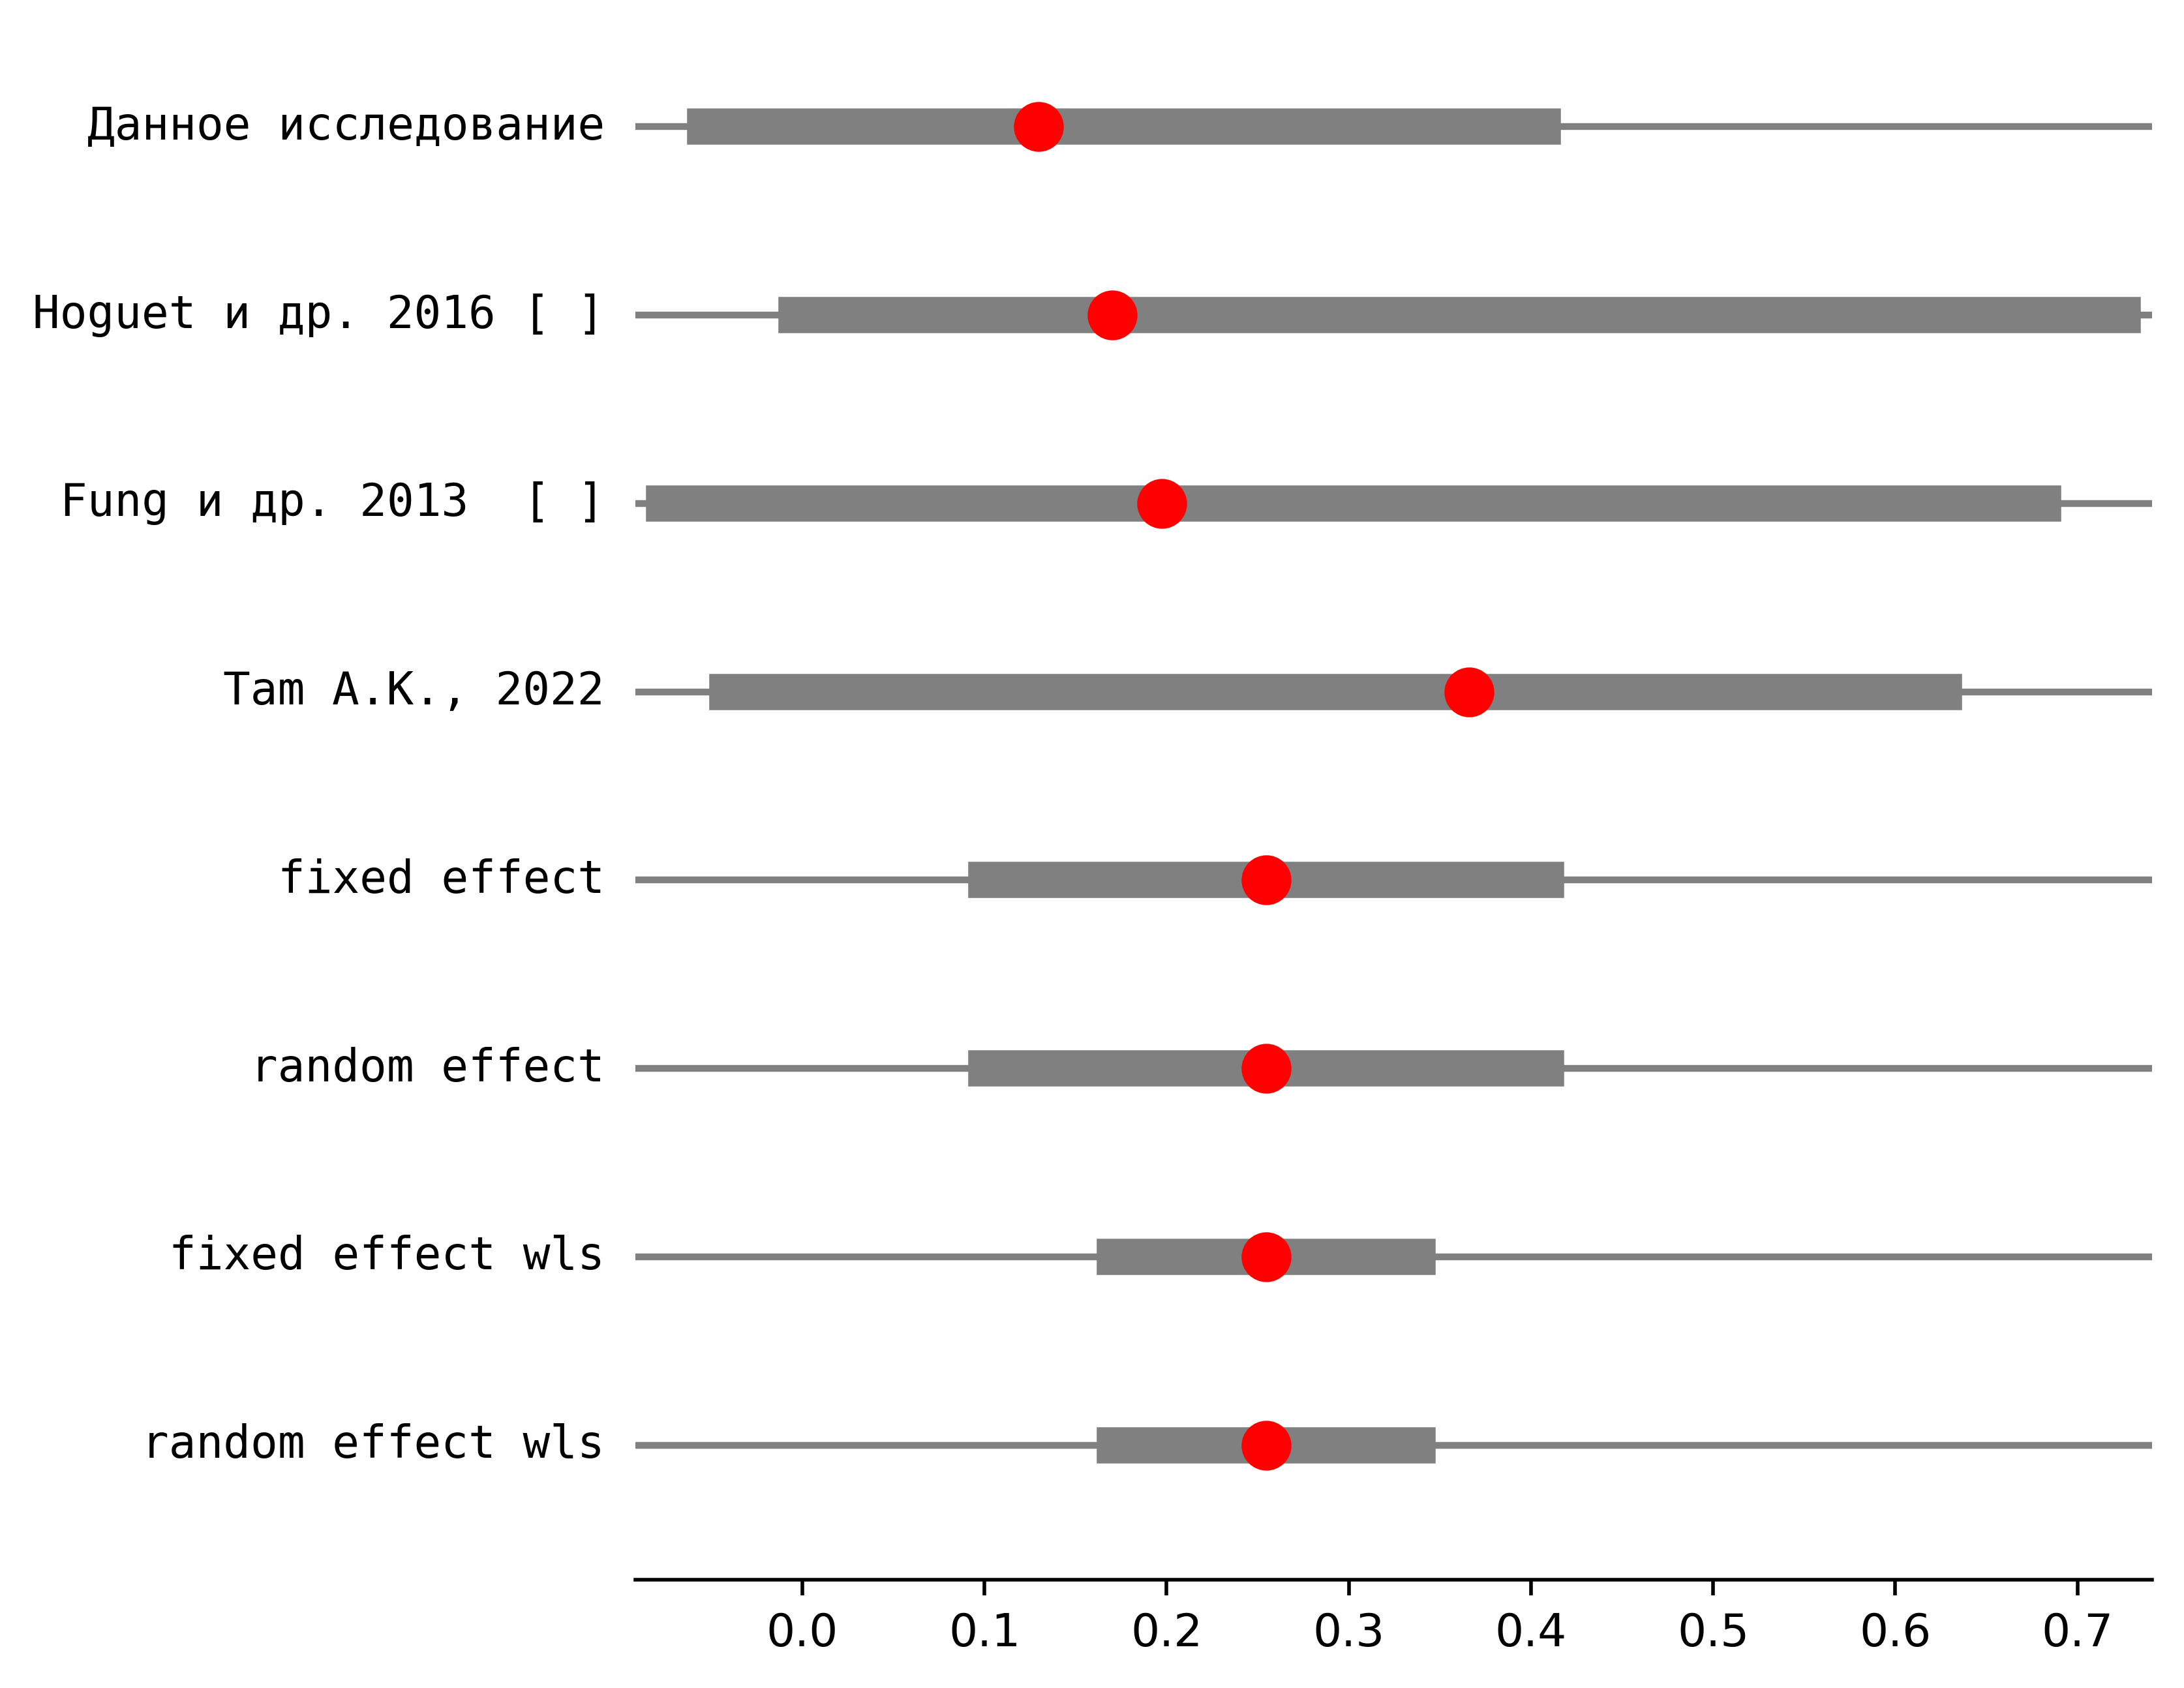 Данное исследование
Hoguet и др. 2016 [ ]
Fung и др. 2013  [ ]
Tam A.K., 2022
fixed effect
random effect
fixed effect wls
random effect wls
0.0 0.1 0.2 0.3 0.4 0.5 0.6 0.7